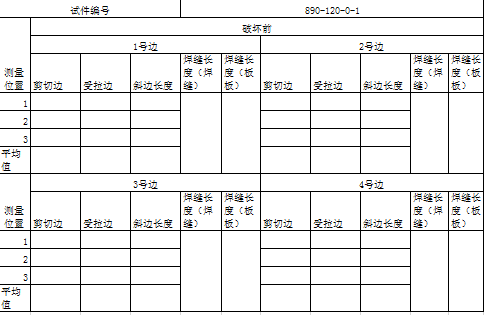 试件编号 890-120-0-1
破坏前
1号边 2号边
测量位置 剪切边 受拉边 斜边长度 焊缝长度（焊缝） 焊缝长度（板板） 剪切边 受拉边 斜边长度 焊缝长度（焊缝） 焊缝长度（板板）
1
2
3
平均值
3号边 4号边
测量位置 剪切边 受拉边 斜边长度 焊缝长度（焊缝） 焊缝长度（板板） 剪切边 受拉边 斜边长度 焊缝长度（焊缝） 焊缝长度（板板）
1
2
3
平均值